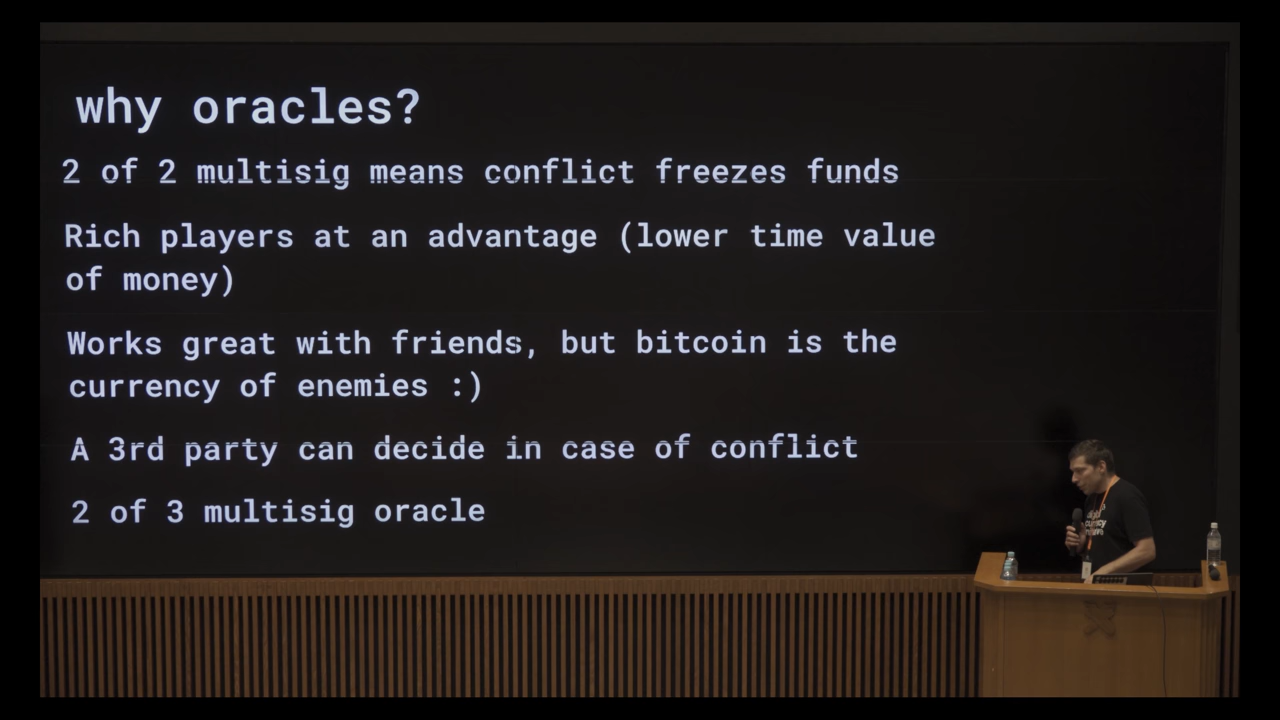 why oracles?
2 of 2 multisig means conflict freezes funds
Rich players at an advantage (lower time value
of money)
Works great with friends, but bitcoin is the
currency of enemies :)
A 3rd party can decide in case of conflict
2 of 3 multisig oracle